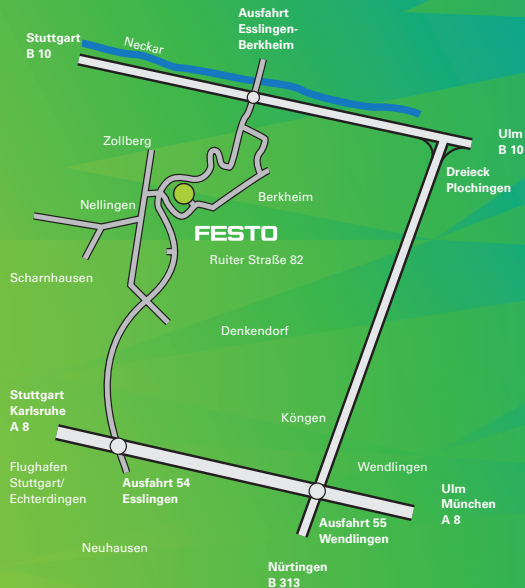 Ausfahrt
Esslingen-
Berkheim
Stuttgart
B 10
Neckar
Ulm
B 10
Zollberg
Dreieck
Plochingen
Nellingen
Berkheim
FESTO
Ruiter Straße 82
Scharnhausen
Denkendorf
Stuttgart
Karlsruhe
A 8
Köngen
Flughafen
Stuttgart/
Echterdingen
Ausfahrt 54
Esslingen
Wendlingen
Ulm
München
A 8
Ausfahrt 55
Wendlingen
Neuhausen
Nürtingen
B 313